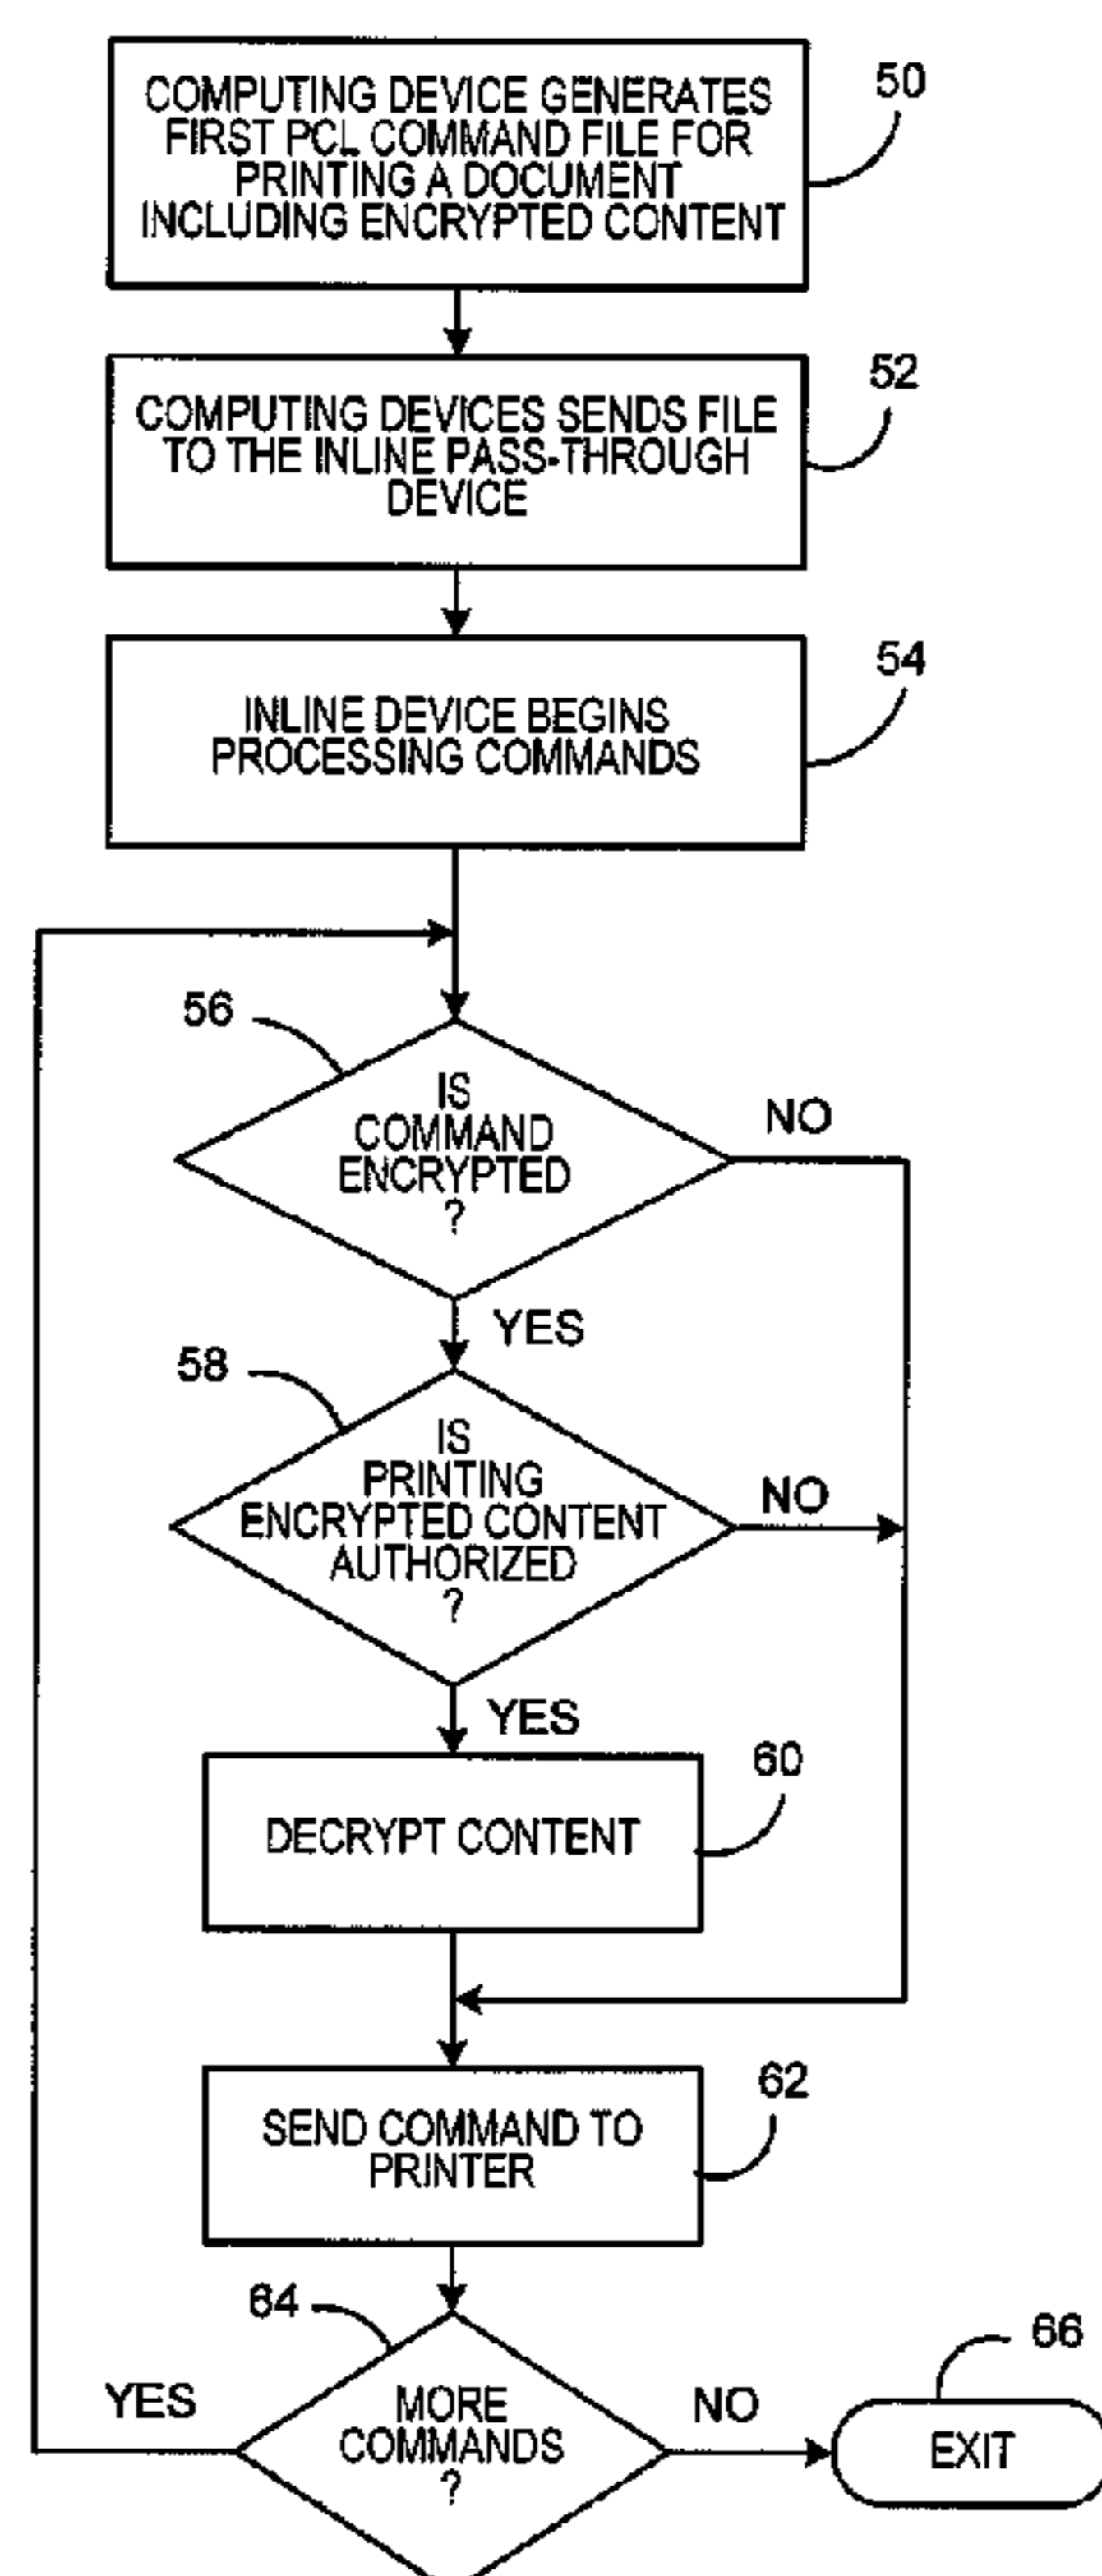 COMPUTING DEVICE GENERATES
FIRST PCL COMMAND FILE FOR
PRINTING A DOCUMENT
INCLUDING ENCRYPTED CONTENT
50
COMPUTING DEVICES SENDS FILE
TO THE INLINE PASS-THROUGH
DEVICE
52
INLINE DEVICE BEGINS
PROCESSING COMMANDS
54
56
IS
COMMAND
ENCRYPTED
?
NO
YES
58
IS
PRINTING
ENCRYPTED CONTENT
AUTHORIZED
?
NO
YES
DECRYPT CONTENT
60
SEND COMMAND TO
PRINTER
62
64
YES
MORE
COMMANDS
?
NO
66
EXIT